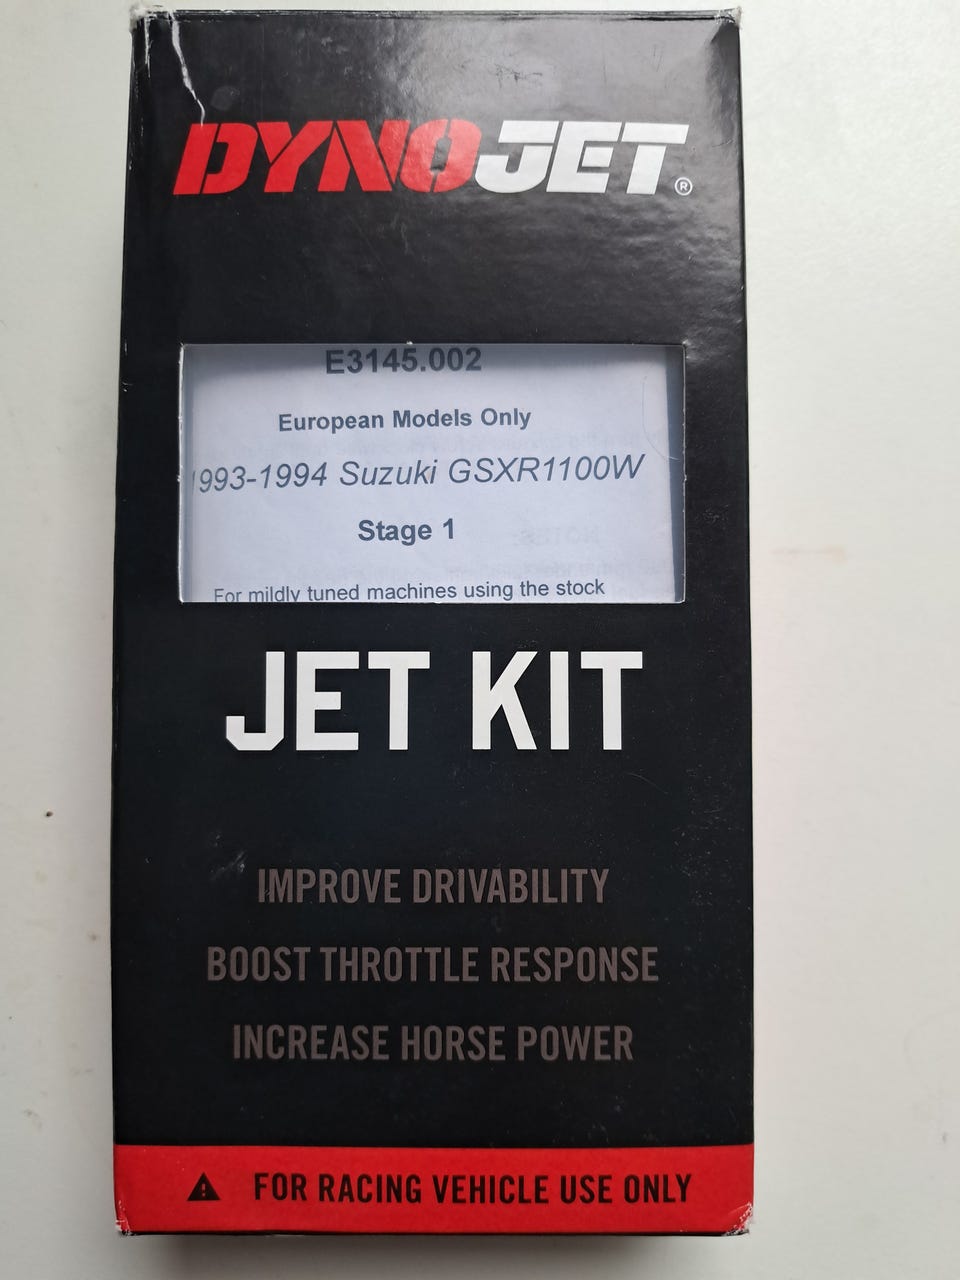 DYNOJET®
E3145.002
European Models Only
1993-1994 Suzuki GSXR1100W
Stage 1
For mildly tuned machines using the stock
JET KIT
IMPROVE DRIVABILITY
BOOST THROTTLE RESPONSE
INCREASE HORSE POWER
FOR RACING VEHICLE USE ONLY